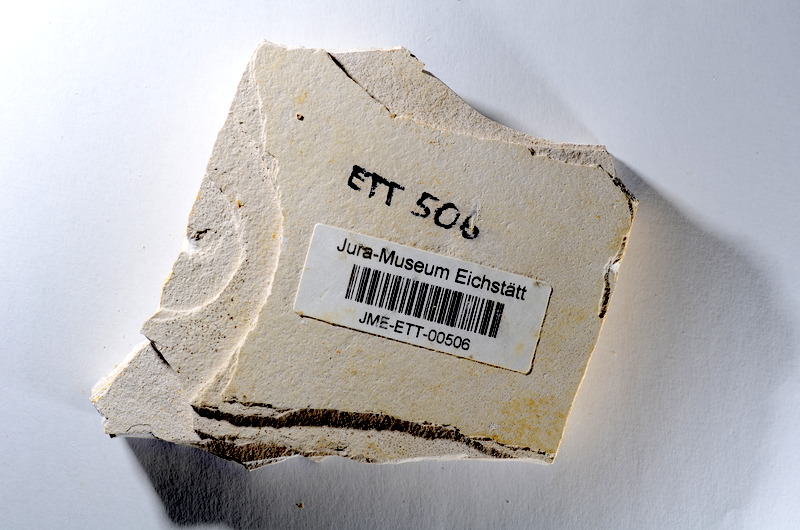 ETT 506
Jura-Museum Eichstätt
JME-ETT-00506